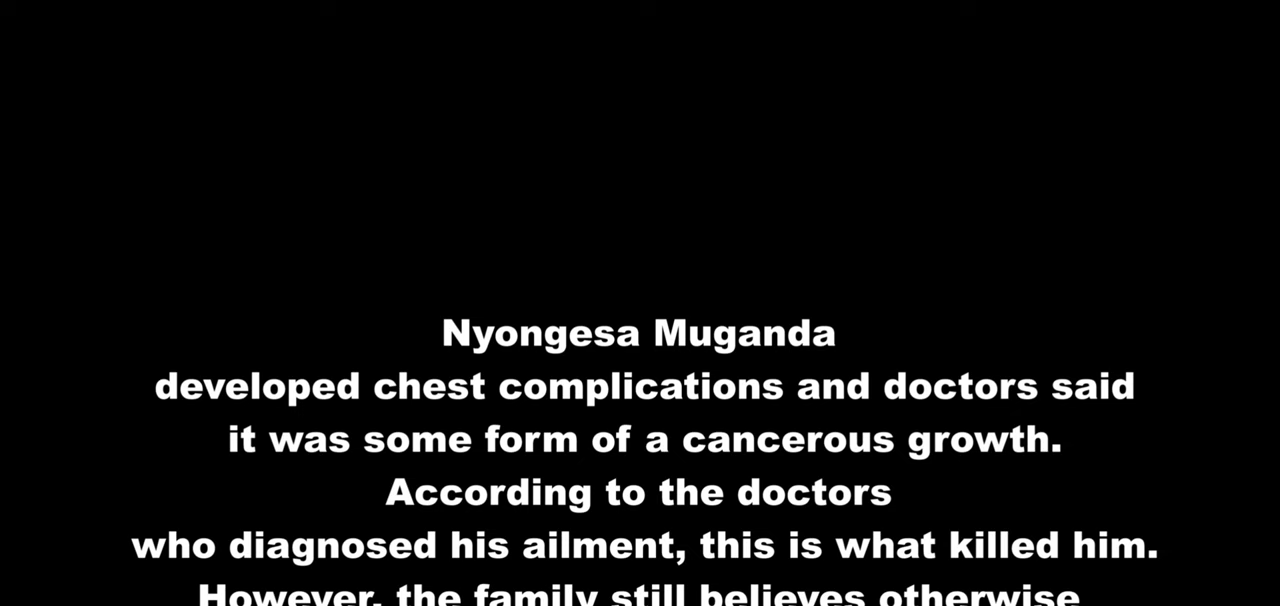 Nyongesa Muganda
developed chest complications and doctors said
it was some form of a cancerous growth.
According to the doctors
who diagnosed his ailment, this is what killed him.
However, the family still believes otherwise